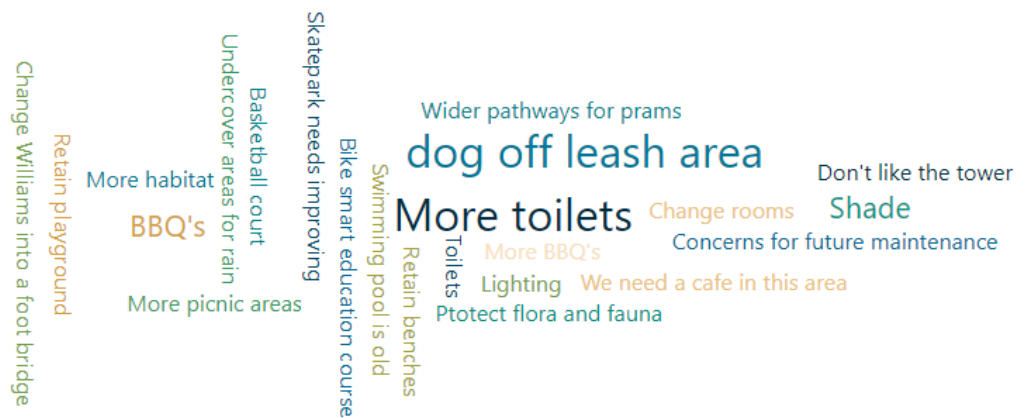 Change Williams into a foot bridge
Retain playground
More habitat
BBQ's
More picnic areas
Undercover areas for rain
Basketball court
Skatepark needs improving
Bike smart education course
Swimming pool is old
Retain benches
Wider pathways for prams
dog off leash area
More toilets
Toilets
More BBQ's
Lighting
Ptotect flora and fauna
Change rooms
We need a cafe in this area
Don't like the tower
Shade
Concerns for future maintenance